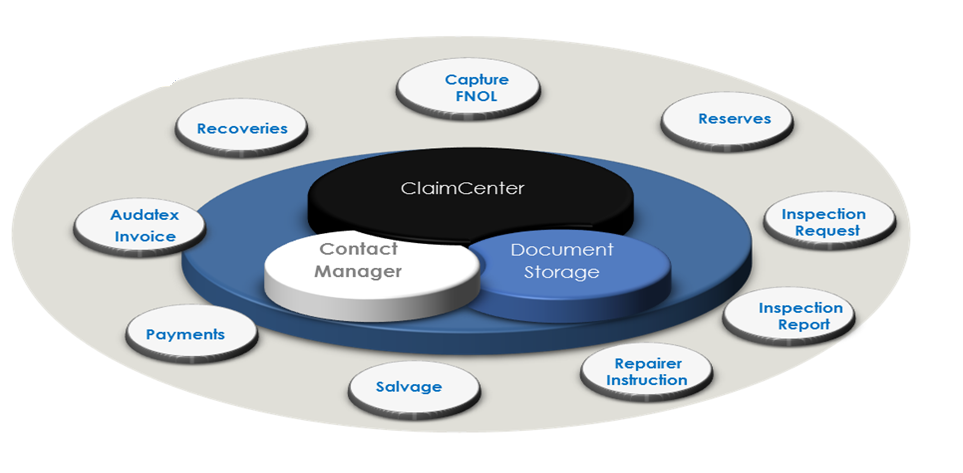 Capture
FNOL
Recoveries
Reserves
ClaimCenter
Audatex
Invoice
Inspection
Request
Contact
Manager
Document
Storage
Payments
Inspection
Report
Salvage
Repairer
Instruction